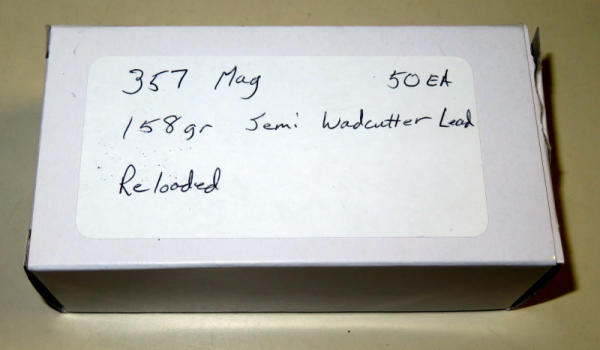 357 Mag 50 EA
158gr Semi Wadcutter Lead
Reloaded